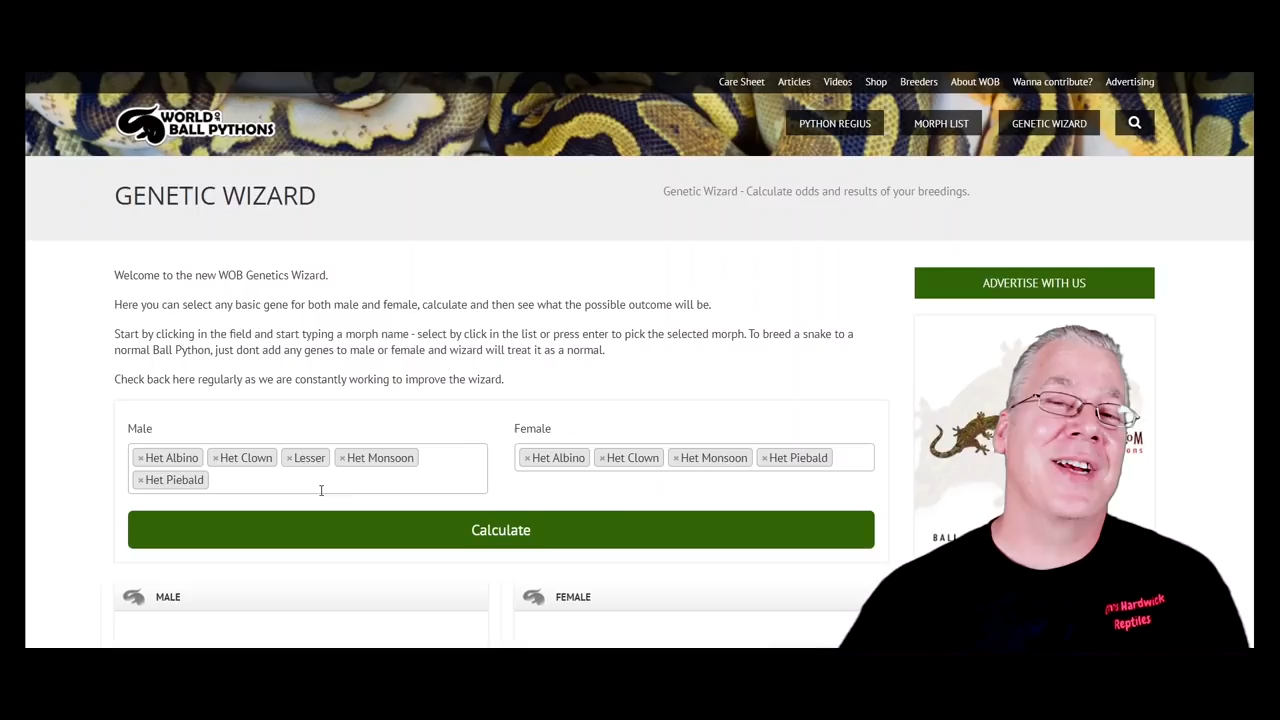 Care Sheet Articles Videos Shop Breeders About WOB Wanna contribute? Advertising
WORLD OF
BALL PYTHONS
PYTHON REGIUS MORPH LIST GENETIC WIZARD
GENETIC WIZARD
Genetic Wizard - Calculate odds and results of your breedings.
Welcome to the new WOB Genetics Wizard.
Here you can select any basic gene for both male and female, calculate and then see what the possible outcome will be.
Start by clicking in the field and start typing a morph name - select by click in the list or press enter to pick the selected morph. To breed a snake to a
normal Ball Python, just dont add any genes to male or female and wizard will treat it as a normal.
Check back here regularly as we are constantly working to improve the wizard.
ADVERTISE WITH US
Male
×Het Albino ×Het Clown ×Lesser ×Het Monsoon
×Het Piebald
Female
×Het Albino ×Het Clown ×Het Monsoon ×Het Piebald
Calculate
MALE
FEMALE
BALL
Hardwick
Reptiles